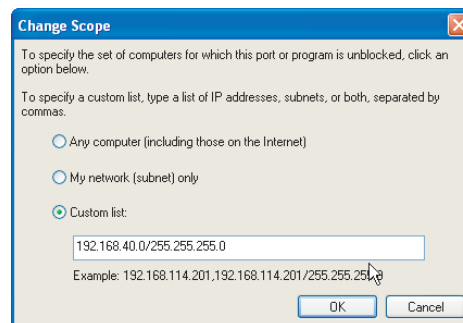 Change Scope
To specify the set of computers for which this port or program is unblocked, click an
option below.
To specify a custom list, type a list of IP addresses, subnets, or both, separated by
commas.
Any computer (including those on the Internet)
My network (subnet) only
Custom list:
192.168.40.0/255.255.255.0
Example: 192.168.114.201,192.168.114.201/255.255.255.0
OK Cancel